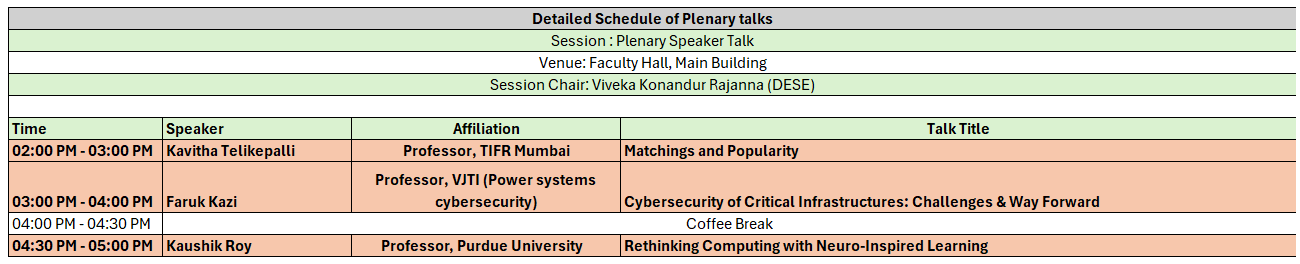 Detailed Schedule of Plenary talks
Session : Plenary Speaker Talk
Venue: Faculty Hall, Main Building
Session Chair: Viveka Konandur Rajanna (DESE)
Time Speaker Affiliation Talk Title
02:00 PM - 03:00 PM Kavitha Telikepalli Professor, TIFR Mumbai Matchings and Popularity
03:00 PM - 04:00 PM Faruk Kazi Professor, VJTI (Power systems
cybersecurity) Cybersecurity of Critical Infrastructures: Challenges & Way Forward
04:00 PM - 04:30 PM Coffee Break
04:30 PM - 05:00 PM Kaushik Roy Professor, Purdue University Rethinking Computing with Neuro-Inspired Learning